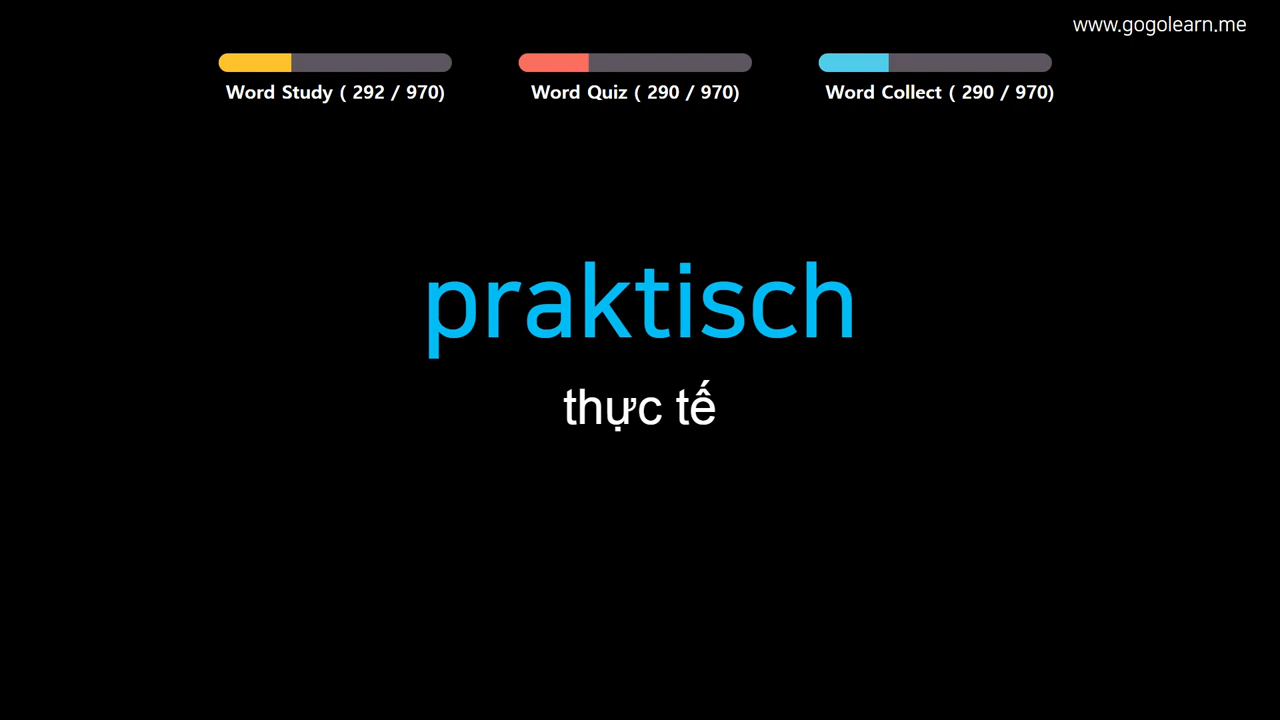 www.gogolearn.me
Word Study ( 292 / 970)
Word Quiz ( 290 / 970)
Word Collect ( 290 / 970)
praktisch
thực tế